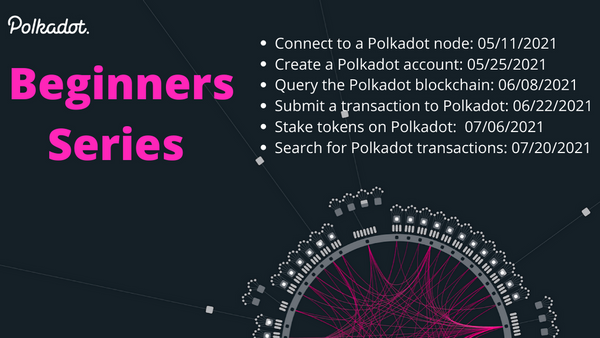 Polkadot.
Beginners
Series
• Connect to a Polkadot node: 05/11/2021
• Create a Polkadot account: 05/25/2021
• Query the Polkadot blockchain: 06/08/2021
• Submit a transaction to Polkadot: 06/22/2021
• Stake tokens on Polkadot:  07/06/2021
• Search for Polkadot transactions: 07/20/2021